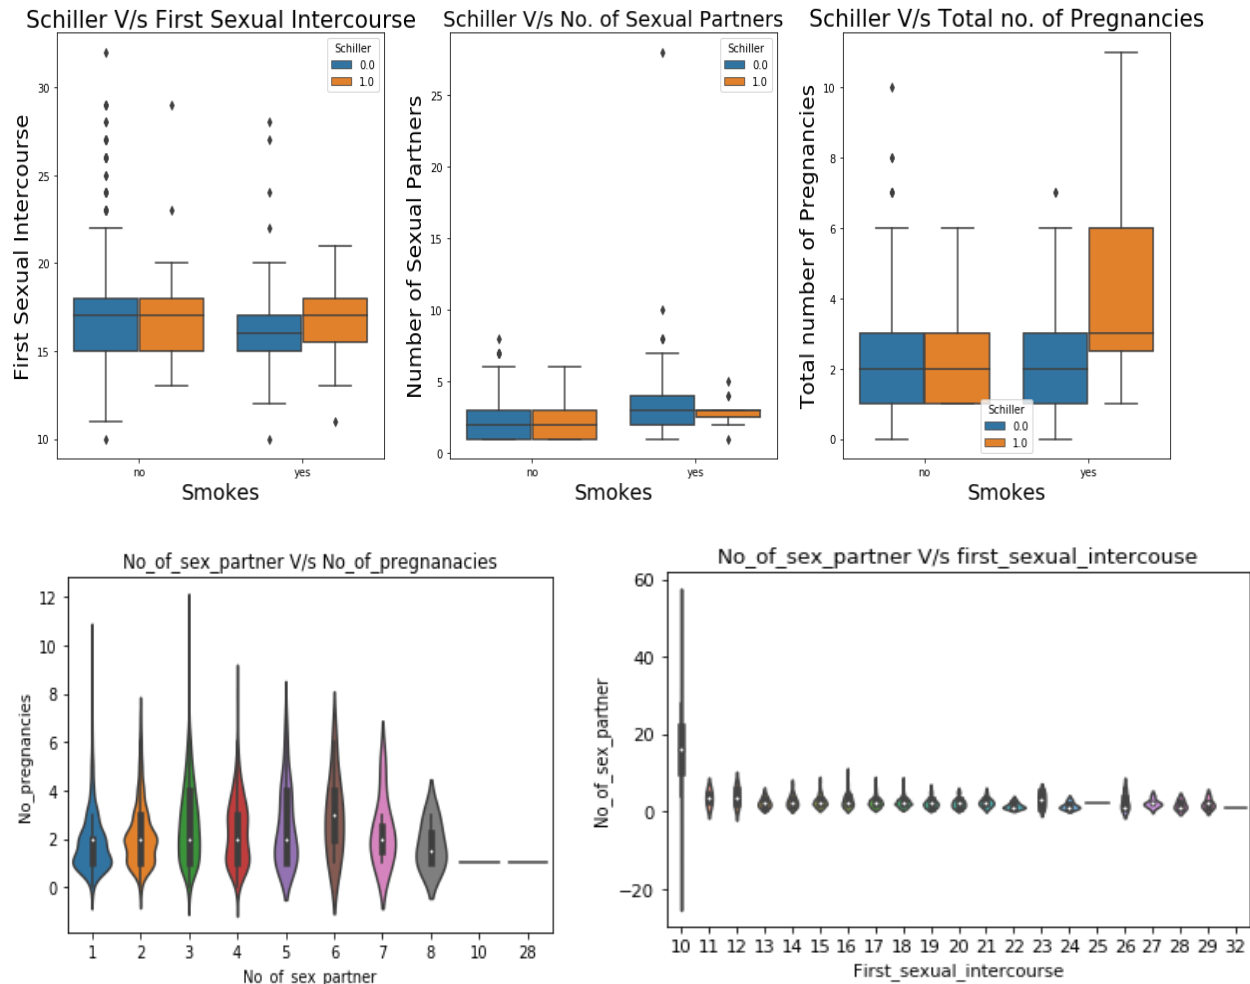 Schiller V/s First Sexual Intercourse
First Sexual Intercourse
30
25
20
15
10
Schiller
0.0
1.0
no yes
Smokes
Schiller V/s No. of Sexual Partners
Number of Sexual Partners
25
20
15
10
5
0
Schiller
0.0
1.0
no yes
Smokes
Schiller V/s Total no. of Pregnancies
Total number of Pregnancies
10
8
6
4
2
0
Schiller
0.0
1.0
no yes
Smokes
No_of_sex_partner V/s No_of_pregnanacies
No_pregnancies
12
10
8
6
4
2
0
1 2 3 4 5 6 7 8 10 28
No_of_sex_partner
No_of_sex_partner V/s first_sexual_intercouse
No_of_sex_partner
60
40
20
0
−20
10 11 12 13 14 15 16 17 18 19 20 21 22 23 24 25 26 27 28 29 32
First_sexual_intercourse